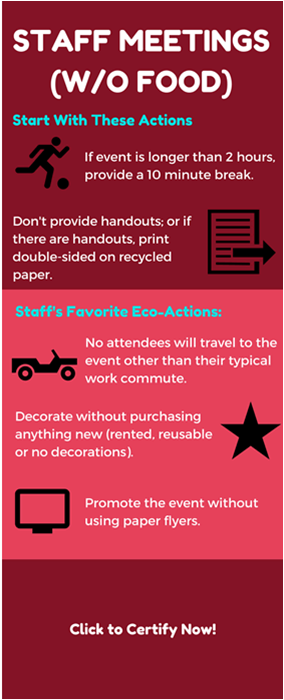 STAFF MEETINGS
(W/O FOOD)
Start With These Actions
If event is longer than 2 hours,
provide a 10 minute break.
Don't provide handouts; or if
there are handouts, print
double-sided on recycled
paper.
Staff's Favorite Eco-Actions:
No attendees will travel to the
event other than their typical
work commute.
Decorate without purchasing
anything new (rented, reusable
or no decorations).
Promote the event without
using paper flyers.
Click to Certify Now!